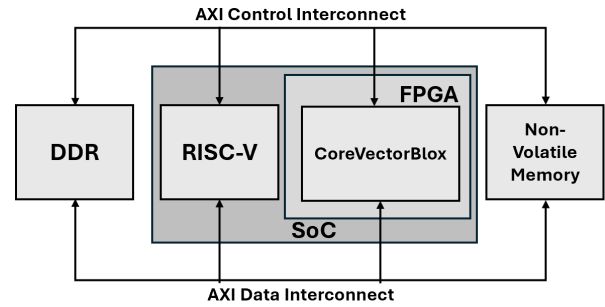 AXI Control Interconnect
FPGA
DDR
RISC-V
CoreVectorBlox
Non-
Volatile
Memory
SoC
AXI Data Interconnect